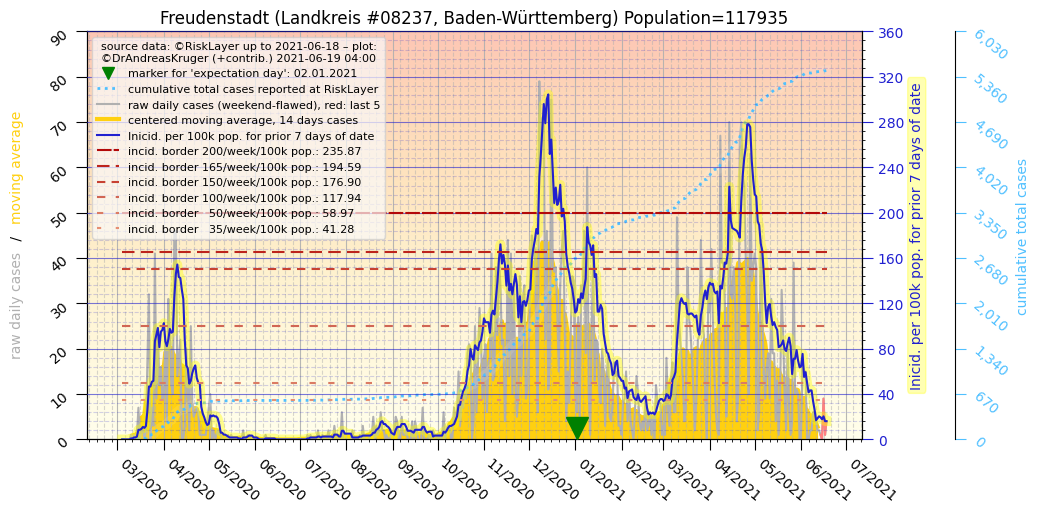 Freudenstadt (Landkreis #08237, Baden-Württemberg) Population=117935
source data: ©RiskLayer up to 2021-06-18 – plot:
©DrAndreasKruger (+contrib.) 2021-06-19 04:00
marker for 'expectation day': 02.01.2021
cumulative total cases reported at RiskLayer
raw daily cases (weekend-flawed), red: last 5
centered moving average, 14 days cases
Inicid. per 100k pop. for prior 7 days of date
incid. border 200/week/100k pop.: 235.87
incid. border 165/week/100k pop.: 194.59
incid. border 150/week/100k pop.: 176.90
incid. border 100/week/100k pop.: 117.94
incid. border   50/week/100k pop.: 58.97
incid. border   35/week/100k pop.: 41.28
raw daily cases  /  moving average
90
80
70
60
50
40
30
20
10
0
03/2020
04/2020
05/2020
06/2020
07/2020
08/2020
09/2020
10/2020
11/2020
12/2020
01/2021
02/2021
03/2021
04/2021
05/2021
06/2021
07/2021
360
320
280
240
200
160
120
80
40
0
Inicid. per 100k pop. for prior 7 days of date
6,030
5,360
4,690
4,020
3,350
2,680
2,010
1,340
670
0
cumulative total cases